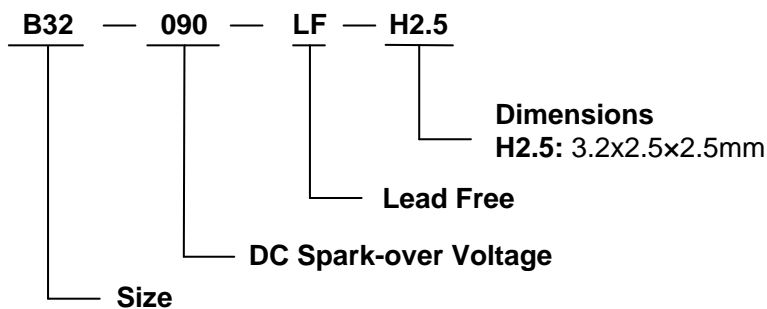 B32 — 090 — LF — H2.5
Dimensions
H2.5: 3.2x2.5×2.5mm
Lead Free
DC Spark-over Voltage
Size